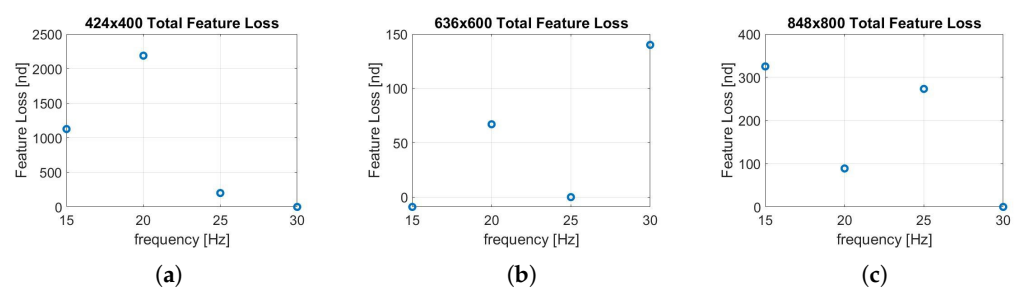 424x400 Total Feature Loss
Feature Loss [nd]
2500
2000
1500
1000
500
0
15 20 25 30
frequency [Hz]
(a)
636x600 Total Feature Loss
Feature Loss [nd]
150
100
50
0
15 20 25 30
frequency [Hz]
(b)
848x800 Total Feature Loss
Feature Loss [nd]
400
300
200
100
0
15 20 25 30
frequency [Hz]
(c)